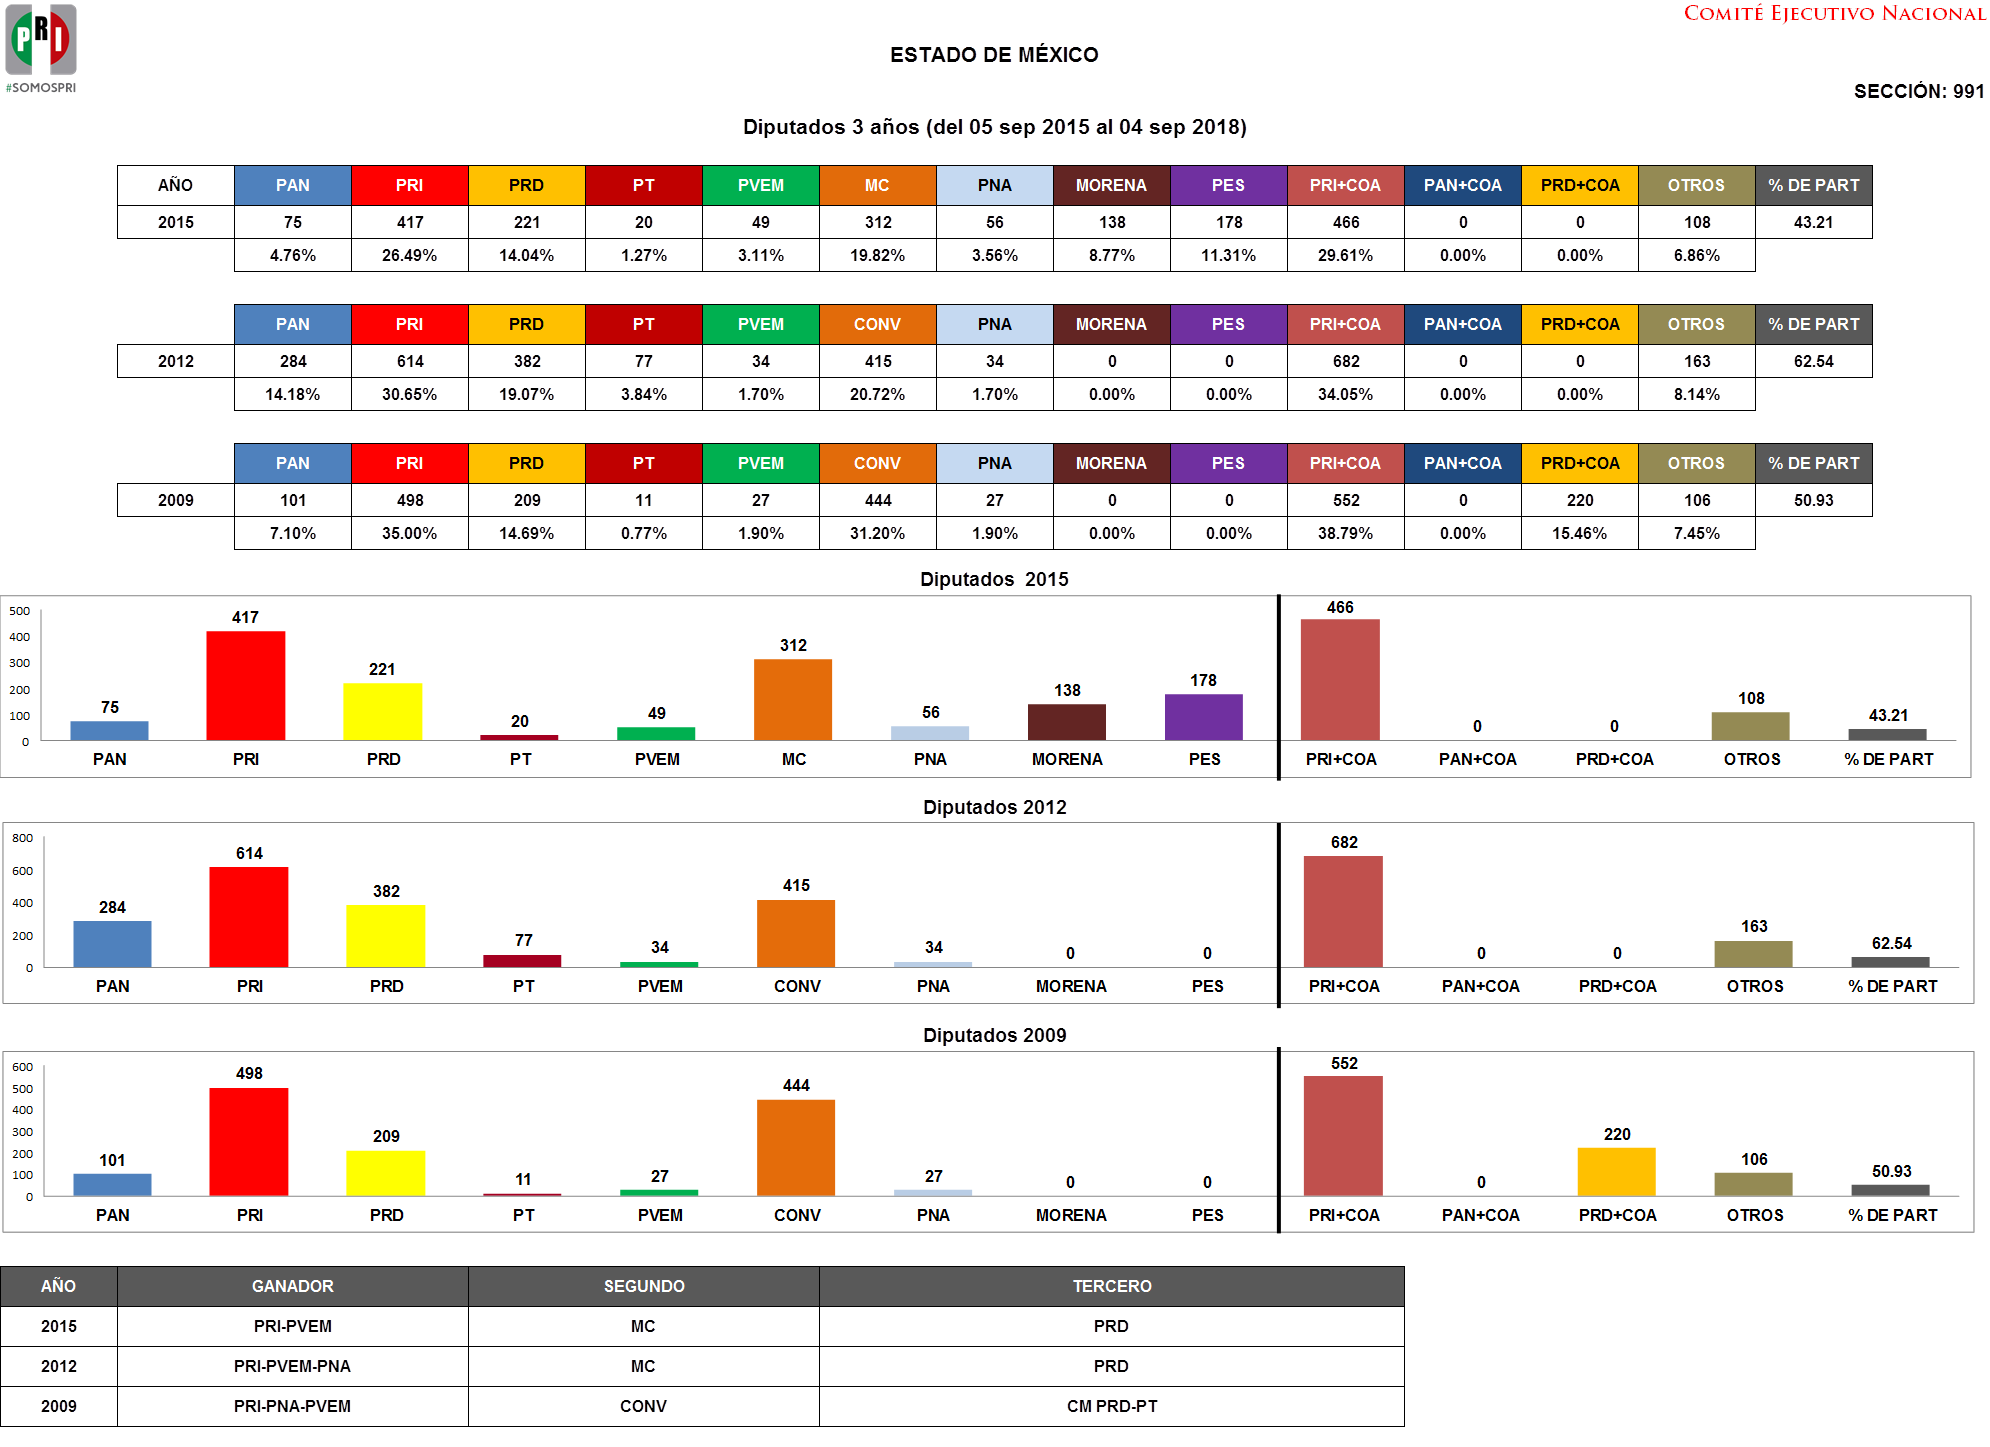 PRI
#SOMOSPRI
COMITÉ EJECUTIVO NACIONAL
ESTADO DE MÉXICO
SECCIÓN: 991
Diputados 3 años (del 05 sep 2015 al 04 sep 2018)
AÑO PAN PRI PRD PT PVEM MC PNA MORENA PES PRI+COA PAN+COA PRD+COA OTROS % DE PART
2015 75 417 221 20 49 312 56 138 178 466 0 0 108 43.21
4.76% 26.49% 14.04% 1.27% 3.11% 19.82% 3.56% 8.77% 11.31% 29.61% 0.00% 0.00% 6.86%
PAN PRI PRD PT PVEM CONV PNA MORENA PES PRI+COA PAN+COA PRD+COA OTROS % DE PART
2012 284 614 382 77 34 415 34 0 0 682 0 0 163 62.54
14.18% 30.65% 19.07% 3.84% 1.70% 20.72% 1.70% 0.00% 0.00% 34.05% 0.00% 0.00% 8.14%
PAN PRI PRD PT PVEM CONV PNA MORENA PES PRI+COA PAN+COA PRD+COA OTROS % DE PART
2009 101 498 209 11 27 444 27 0 0 552 0 220 106 50.93
7.10% 35.00% 14.69% 0.77% 1.90% 31.20% 1.90% 0.00% 0.00% 38.79% 0.00% 15.46% 7.45%
Diputados 2015
500
400
300
200
100
0
75 417 221 20 49 312 56 138 178 466 0 0 108 43.21
PAN PRI PRD PT PVEM MC PNA MORENA PES PRI+COA PAN+COA PRD+COA OTROS % DE PART
Diputados 2012
800
600
400
200
0
284 614 382 77 34 415 34 0 0 682 0 0 163 62.54
PAN PRI PRD PT PVEM CONV PNA MORENA PES PRI+COA PAN+COA PRD+COA OTROS % DE PART
Diputados 2009
600
500
400
300
200
100
0
101 498 209 11 27 444 27 0 0 552 0 220 106 50.93
PAN PRI PRD PT PVEM CONV PNA MORENA PES PRI+COA PAN+COA PRD+COA OTROS % DE PART
AÑO GANADOR SEGUNDO TERCERO
2015 PRI-PVEM MC PRD
2012 PRI-PVEM-PNA MC PRD
2009 PRI-PNA-PVEM CONV CM PRD-PT